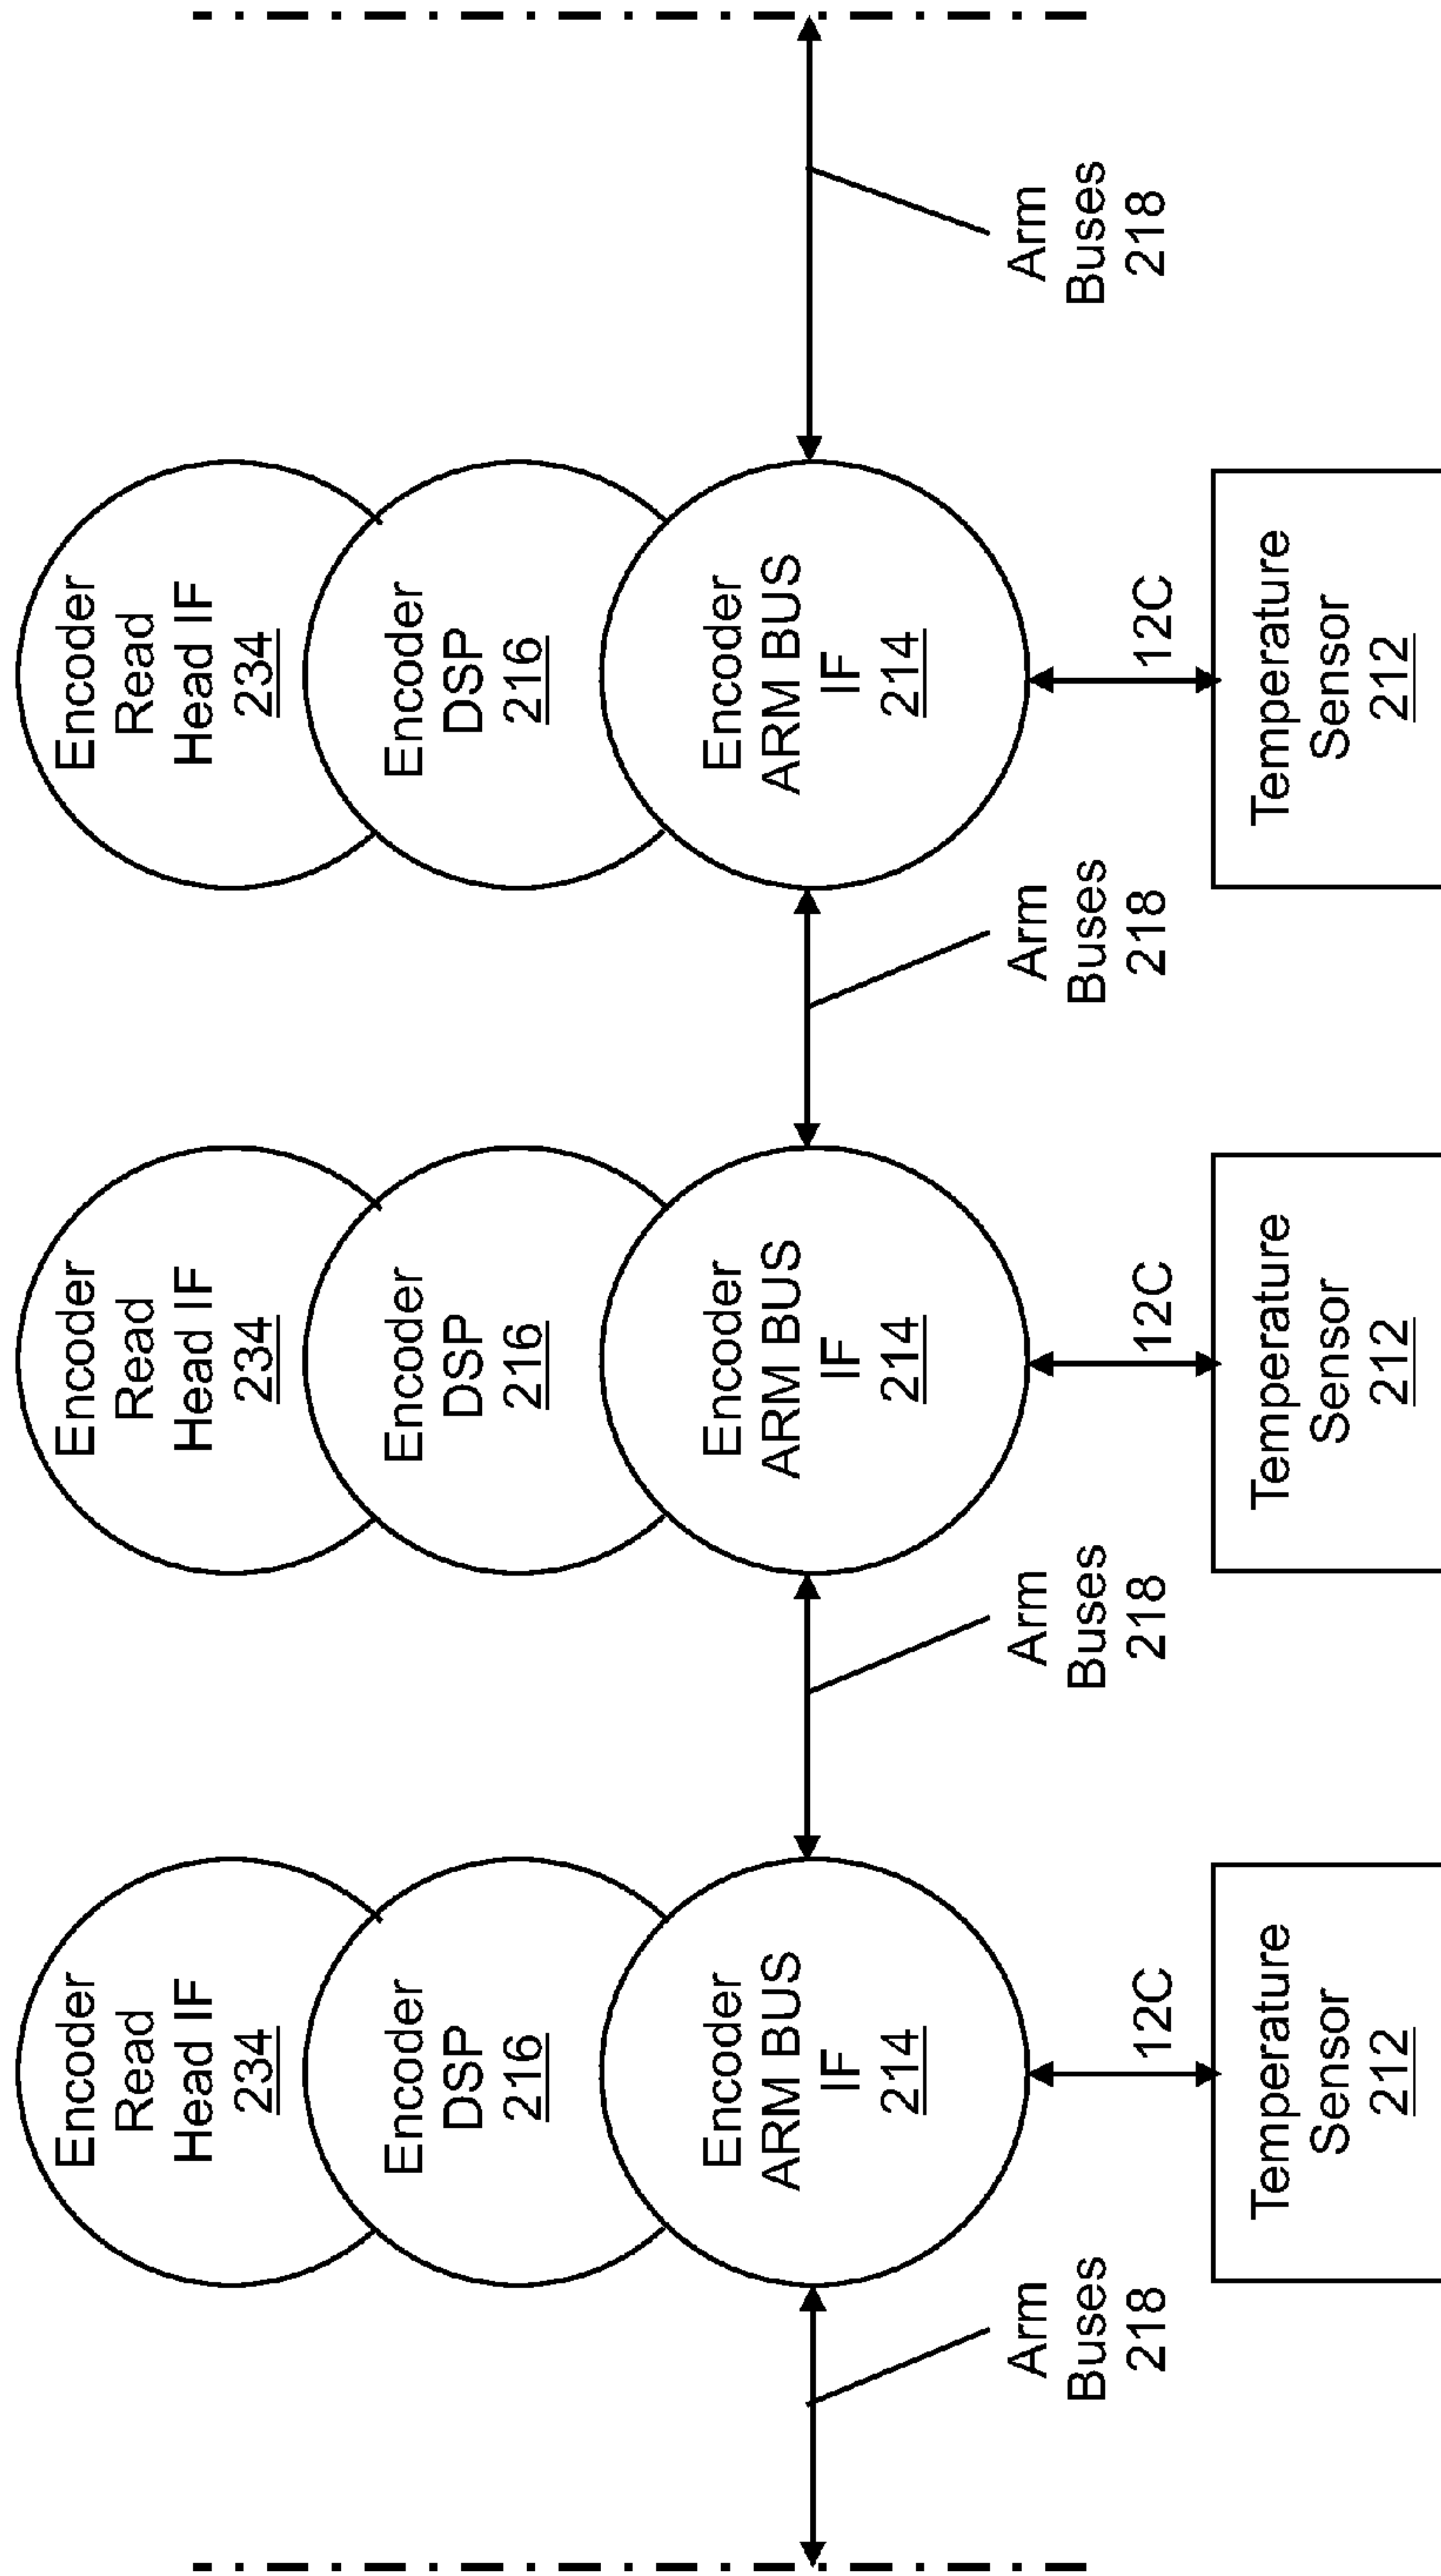 Encoder
Read
Head IF
234
Encoder
DSP
216
Encoder
ARM BUS
IF
214
Arm
Buses
218
12C
Temperature
Sensor
212
Encoder
Read
Head IF
234
Encoder
DSP
216
Encoder
ARM BUS
IF
214
Arm
Buses
218
12C
Temperature
Sensor
212
Encoder
Read
Head IF
234
Encoder
DSP
216
Encoder
ARM BUS
IF
214
Arm
Buses
218
12C
Temperature
Sensor
212
Arm
Buses
218